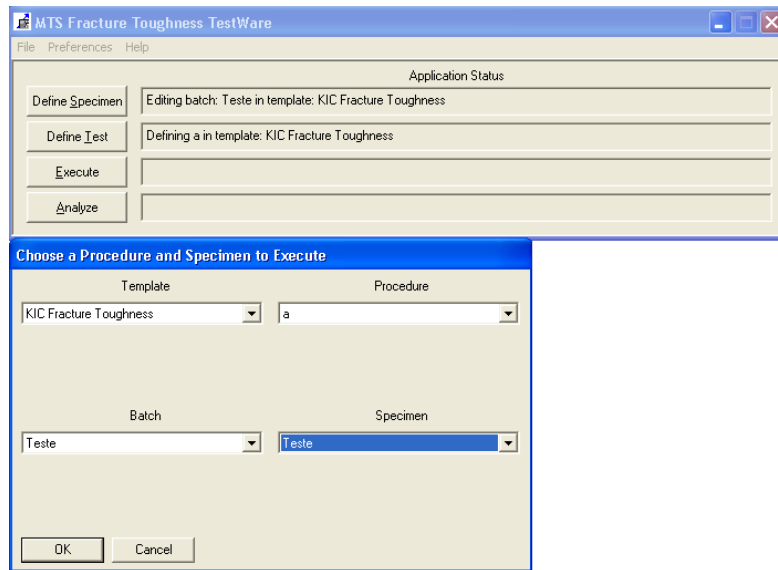 MTS Fracture Toughness TestWare
File Preferences Help
Application Status
Define Specimen Editing batch: Teste in template: KIC Fracture Toughness
Define Test Defining a in template: KIC Fracture Toughness
Execute
Analyze
Choose a Procedure and Specimen to Execute
Template Procedure
KIC Fracture Toughness a
Batch Specimen
Teste Teste
OK Cancel